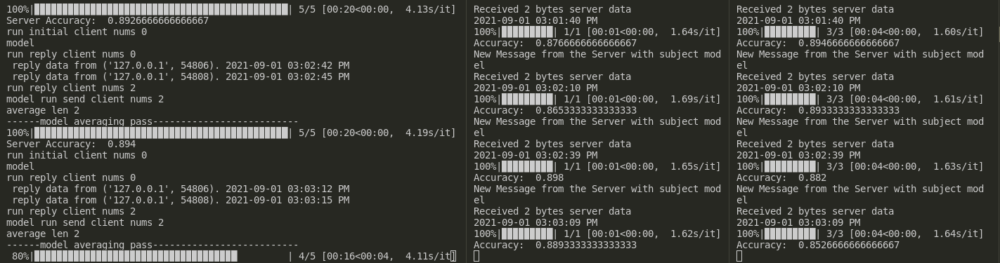 100%|██████████████████████████████████████████████| 5/5 [00:20<00:00,  4.13s/it]
Server Accuracy:  0.8926666666666667
run initial client nums 0
model
run reply client nums 0
 reply data from ('127.0.0.1', 54806). 2021-09-01 03:02:42 PM
 reply data from ('127.0.0.1', 54808). 2021-09-01 03:02:45 PM
run reply client nums 2
model run send client nums 2
average len 2
------model averaging pass--------------------------
100%|██████████████████████████████████████████████| 5/5 [00:20<00:00,  4.19s/it]
Server Accuracy:  0.894
run initial client nums 0
model
run reply client nums 0
 reply data from ('127.0.0.1', 54806). 2021-09-01 03:03:12 PM
 reply data from ('127.0.0.1', 54808). 2021-09-01 03:03:15 PM
run reply client nums 2
model run send client nums 2
average len 2
------model averaging pass--------------------------
 80%|████████████████████████████████████         | 4/5 [00:16<00:04,  4.11s/it]
Received 2 bytes server data
2021-09-01 03:01:40 PM
100%|█████████| 1/1 [00:01<00:00,  1.64s/it]
Accuracy:  0.8766666666666667
New Message from the Server with subject mod
el
Received 2 bytes server data
2021-09-01 03:02:10 PM
100%|█████████| 1/1 [00:01<00:00,  1.69s/it]
Accuracy:  0.8653333333333333
New Message from the Server with subject mod
el
Received 2 bytes server data
2021-09-01 03:02:39 PM
100%|█████████| 1/1 [00:01<00:00,  1.65s/it]
Accuracy:  0.898
New Message from the Server with subject mod
el
Received 2 bytes server data
2021-09-01 03:03:09 PM
100%|█████████| 1/1 [00:01<00:00,  1.62s/it]
Accuracy:  0.8893333333333333
Received 2 bytes server data
2021-09-01 03:01:40 PM
100%|█████████| 3/3 [00:04<00:00,  1.60s/it]
Accuracy:  0.8946666666666667
New Message from the Server with subject mod
el
Received 2 bytes server data
2021-09-01 03:02:10 PM
100%|█████████| 3/3 [00:04<00:00,  1.61s/it]
Accuracy:  0.8933333333333333
New Message from the Server with subject mod
el
Received 2 bytes server data
2021-09-01 03:02:39 PM
100%|█████████| 3/3 [00:04<00:00,  1.63s/it]
Accuracy:  0.882
New Message from the Server with subject mod
el
Received 2 bytes server data
2021-09-01 03:03:09 PM
100%|█████████| 3/3 [00:04<00:00,  1.64s/it]
Accuracy:  0.8526666666666667